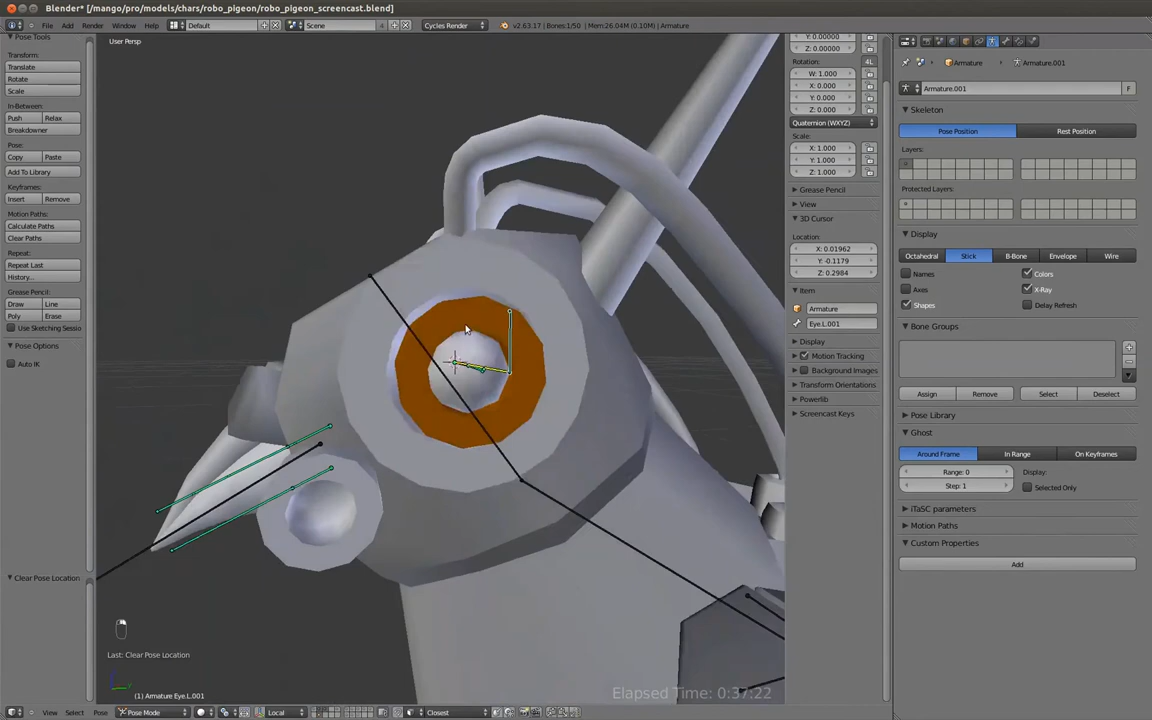 Blender* [/mango/pro/models/chars/robo_pigeon/robo_pigeon_screencast.blend]
File Add Render Window Help Default Scene Cycles Render v2.63.17 | Bones:1/50 | Mem:26.04M (0.10M) | Armature
Pose Tools
Transform:
Translate
Rotate
Scale
In-Between:
Push Relax
Breakdowner
Pose:
Copy Paste
Add To Library
Keyframes:
Insert Remove
Motion Paths:
Calculate Paths
Clear Paths
Repeat:
Repeat Last
History...
Grease Pencil:
Draw Line
Poly Erase
Use Sketching Sessio
Pose Options
Auto IK
Clear Pose Location
User Persp
Last: Clear Pose Location
(1) Armature Eye.L.001
Elapsed Time: 0:37:22
View Select Pose Pose Mode Local Closest
Y: 0.00000
Z: 0.00000
Rotation:
4L
W: 1.000
X: 0.000
Y: 0.000
Z: 0.000
Quaternion (WXYZ)
Scale:
X: 1.000
Y: 1.000
Z: 1.000
Grease Pencil
View
3D Cursor
Location:
X: 0.01962
Y: -0.1179
Z: 0.2984
Item
Armature
Eye.L.001
Display
Motion Tracking
Background Images
Transform Orientations
Powerlib
Screencast Keys
Armature Armature.001
Armature.001 F
Skeleton
Pose Position Rest Position
Layers:
Protected Layers:
Display
Octahedral Stick B-Bone Envelope Wire
Names Colors
Axes X-Ray
Shapes Delay Refresh
Bone Groups
Assign Remove Select Deselect
Pose Library
Ghost
Around Frame In Range On Keyframes
Range: 0 Display:
Step: 1 Selected Only
iTaSC parameters
Motion Paths
Custom Properties
Add